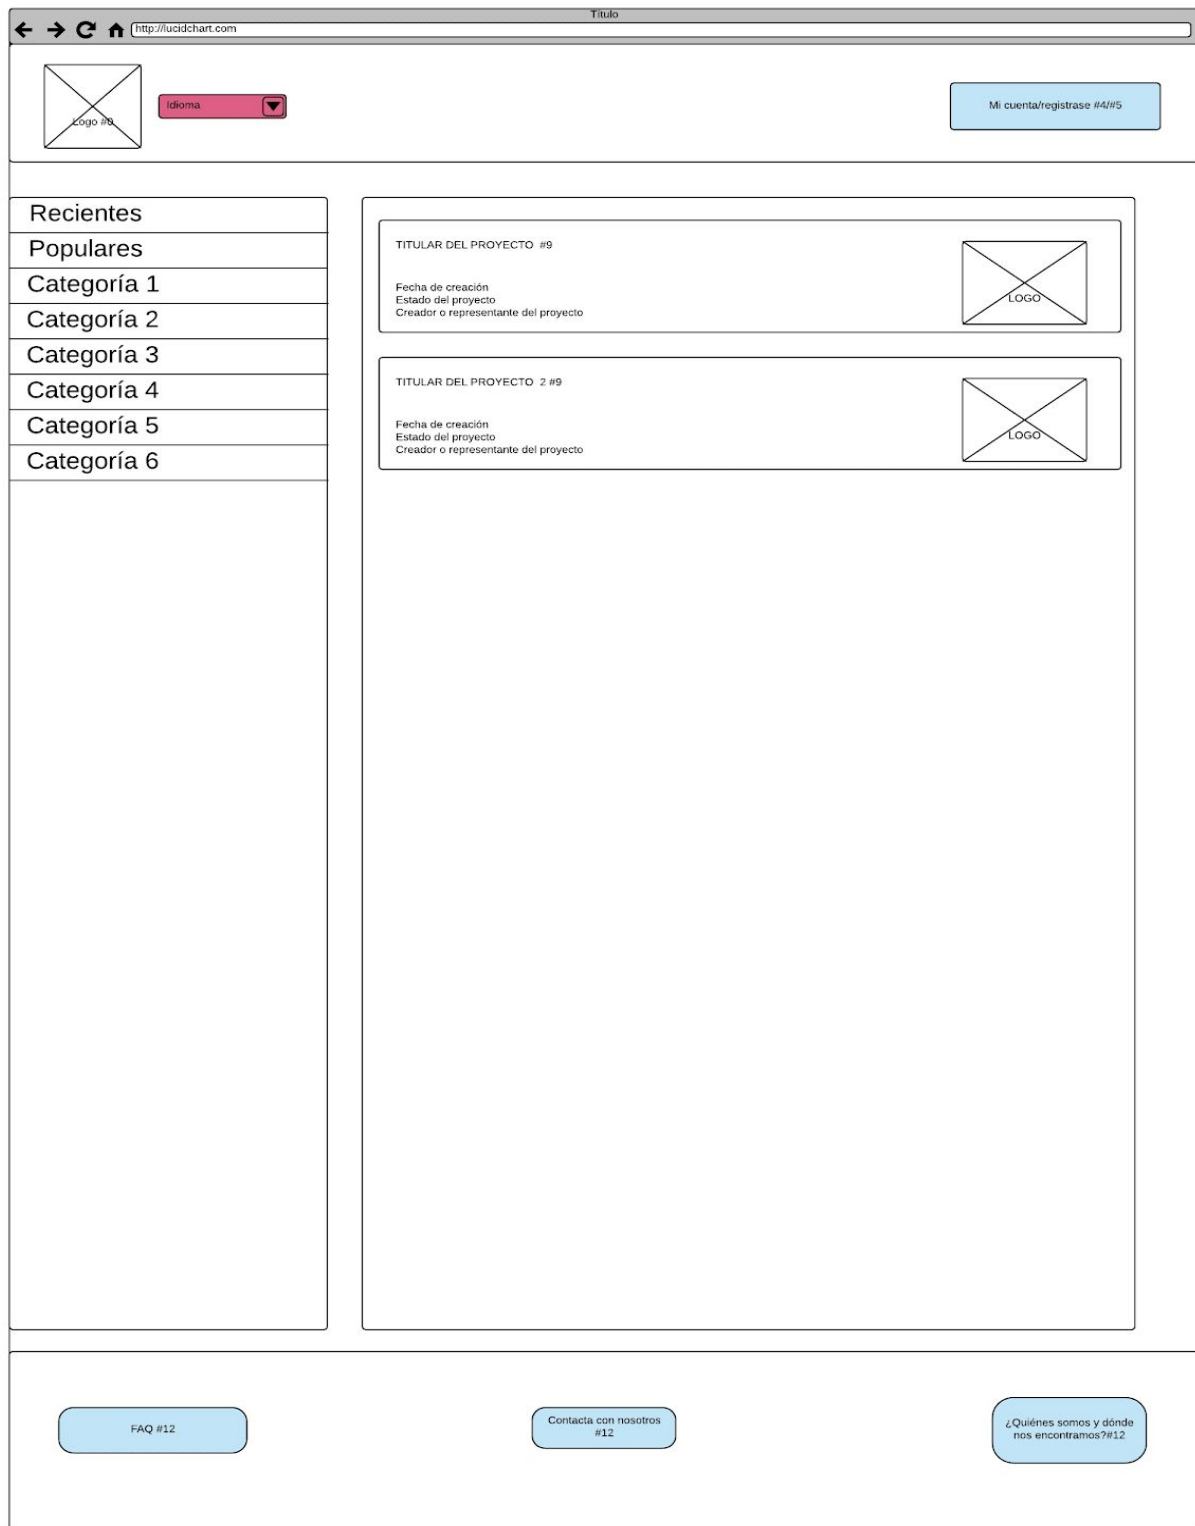 Título
http://lucidchart.com
Logo #0
Idioma
Mi cuenta/registrase #4/#5
Recientes
Populares
Categoría 1
Categoría 2
Categoría 3
Categoría 4
Categoría 5
Categoría 6
TITULAR DEL PROYECTO #9
Fecha de creación
Estado del proyecto
Creador o representante del proyecto
LOGO
TITULAR DEL PROYECTO 2 #9
Fecha de creación
Estado del proyecto
Creador o representante del proyecto
LOGO
FAQ #12
Contacta con nosotros
#12
¿Quiénes somos y dónde
nos encontramos?#12